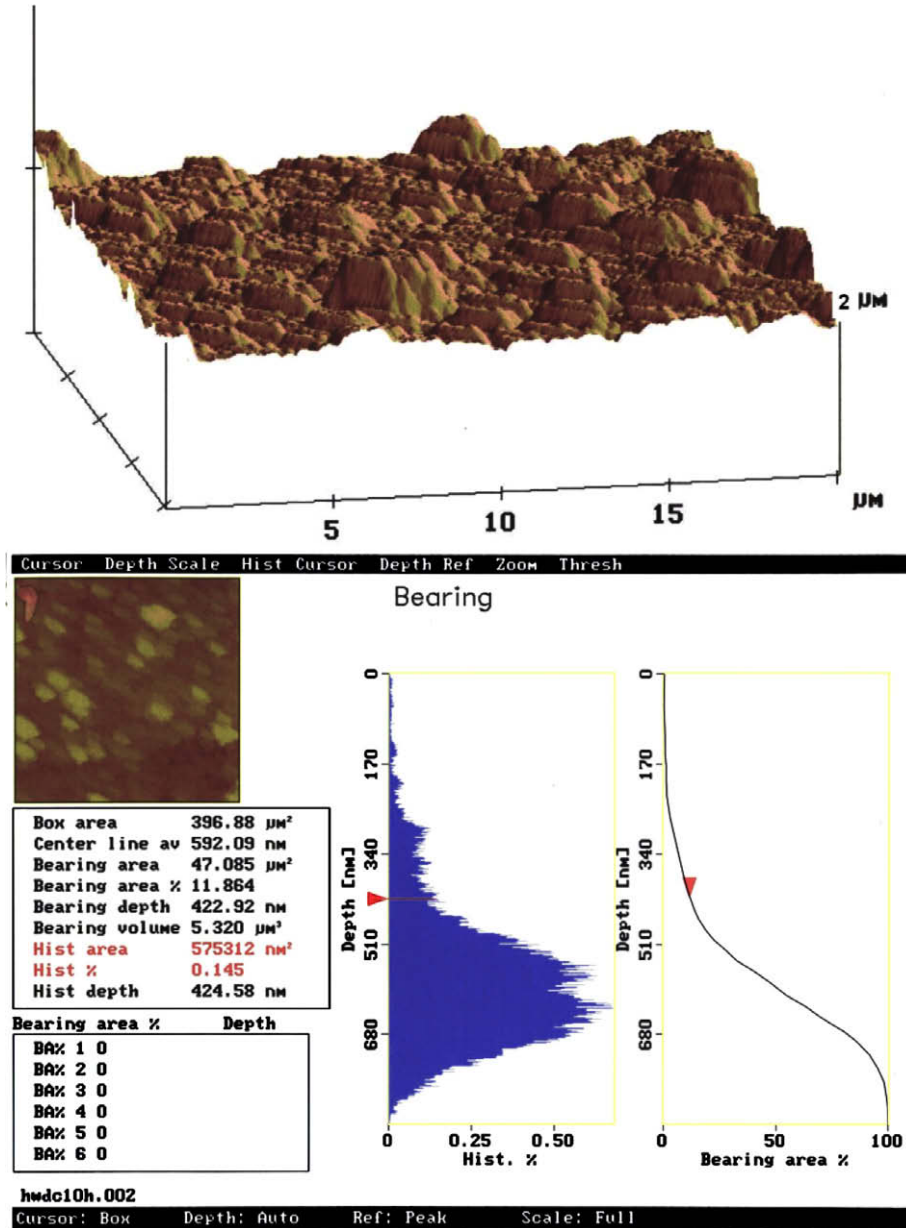 2 µM
µM
5 10 15
Cursor Depth Scale Hist Cursor Depth Ref Zoom Thresh
Bearing
Box area 396.88 µm²
Center line av 592.09 nm
Bearing area 47.085 µm²
Bearing area % 11.864
Bearing depth 422.92 nm
Bearing volume 5.320 µm³
Hist area 575312 nm²
Hist % 0.145
Hist depth 424.58 nm
Bearing area % Depth
BA% 1 0
BA% 2 0
BA% 3 0
BA% 4 0
BA% 5 0
BA% 6 0
Depth [nm]
0
170
340
510
680
0 0.25 0.50
Hist. %
Depth [nm]
0
170
340
510
680
0 50 100
Bearing area %
hwdc10h.002
Cursor: Box Depth: Auto Ref: Peak Scale: Full